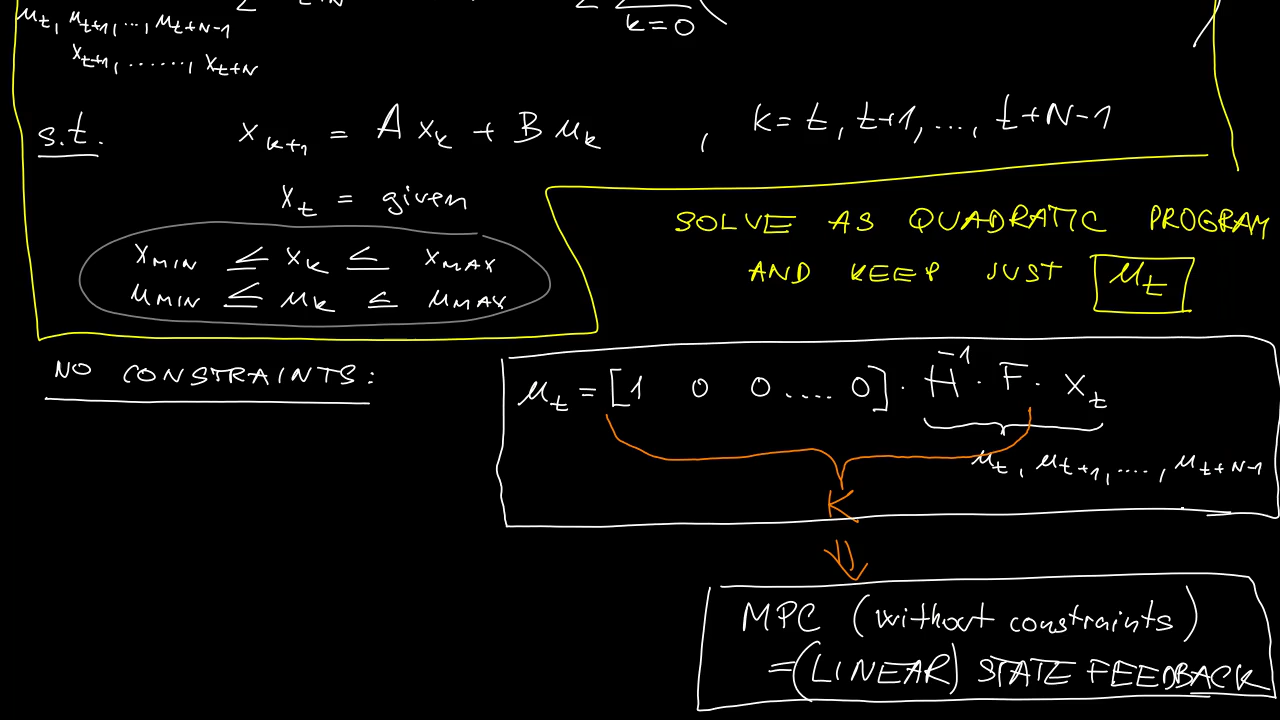 k=0
u_t, u_{t+1}, ..., u_{t+N-1}
x_{t+1}, ......, x_{t+N}
s.t. x_{k+1} = A x_k + B u_k , k = t, t+1, ..., t+N-1
x_t = given
x_MIN ≤ x_k ≤ x_MAX
u_MIN ≤ u_k ≤ u_MAX
SOLVE AS QUADRATIC PROGRAM
AND KEEP JUST u_t
NO CONSTRAINTS:
u_t = [1 0 0 .... 0] · H^{-1} · F · x_t
u_t, u_{t+1}, ...., u_{t+N-1}
K
⇓
MPC (without constraints)
= (LINEAR) STATE FEEDBACK